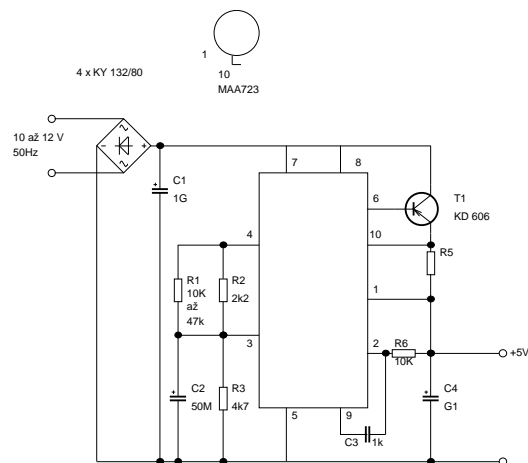 1
10
MAA723
4 x KY 132/80
10 až 12 V
50Hz
C1
1G
7
8
6
T1
KD 606
10
R5
4
R1
10K
až
47k
R2
2k2
1
3
2
R6
10K
+5V
C2
50M
R3
4k7
5
9
C3
1k
C4
G1